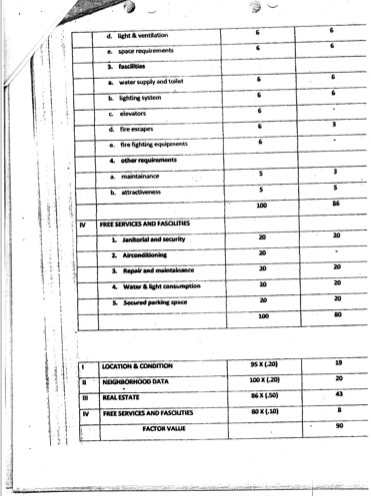 d. light & ventilation 6 6
e. space requirements 6 6
3. fascilities
a. water supply and toilet 6 6
b. lighting system 6 6
c. elevators 6 -
d. fire escapes 6 3
e. fire fighting equipments 6 -
4. other requirements
a. maintainance 5 3
b. attractiveness 5 5
100 86
IV FREE SERVICES AND FASCILITIES
1. Janitorial and security 20 20
2. Airconditioning 20 -
3. Repair and maintainance 20 20
4. Water & light consumption 20 20
5. Secured parking space 20 20
100 80
I LOCATION & CONDITION 95 X (.20) 19
II NEIGHBORHOOD DATA 100 X (.20) 20
III REAL ESTATE 86 X (.50) 43
IV FREE SERVICES AND FASCILITIES 80 X (.10) 8
FACTOR VALUE 90